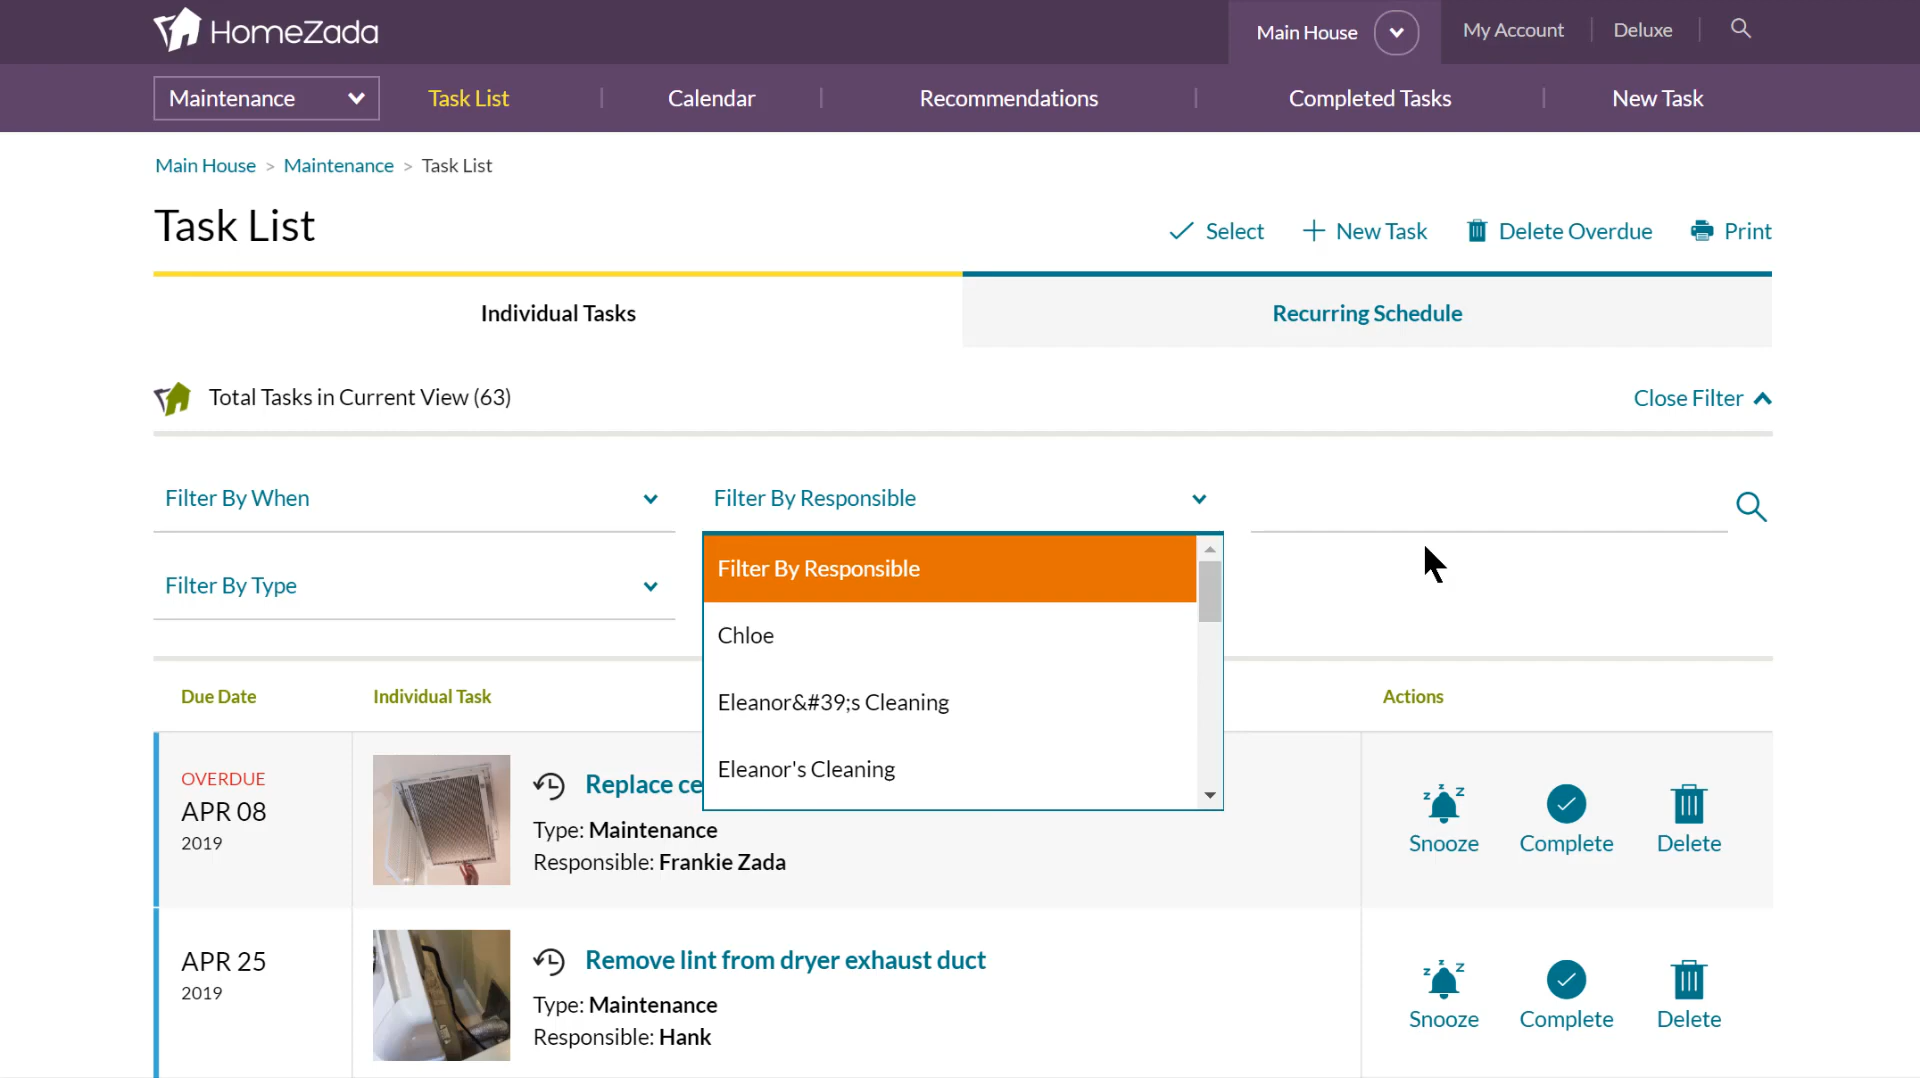 HomeZada
Main House
My Account
Deluxe
Maintenance
Task List
Calendar
Recommendations
Completed Tasks
New Task
Main House > Maintenance > Task List
Task List
Select
New Task
Delete Overdue
Print
Individual Tasks
Recurring Schedule
Total Tasks in Current View (63)
Close Filter
Filter By When
Filter By Responsible
Filter By Type
Filter By Responsible
Chloe
Eleanor&#39;s Cleaning
Eleanor's Cleaning
Due Date
Individual Task
Actions
OVERDUE
APR 08
2019
Replace ce
Type: Maintenance
Responsible: Frankie Zada
Snooze
Complete
Delete
APR 25
2019
Remove lint from dryer exhaust duct
Type: Maintenance
Responsible: Hank
Snooze
Complete
Delete